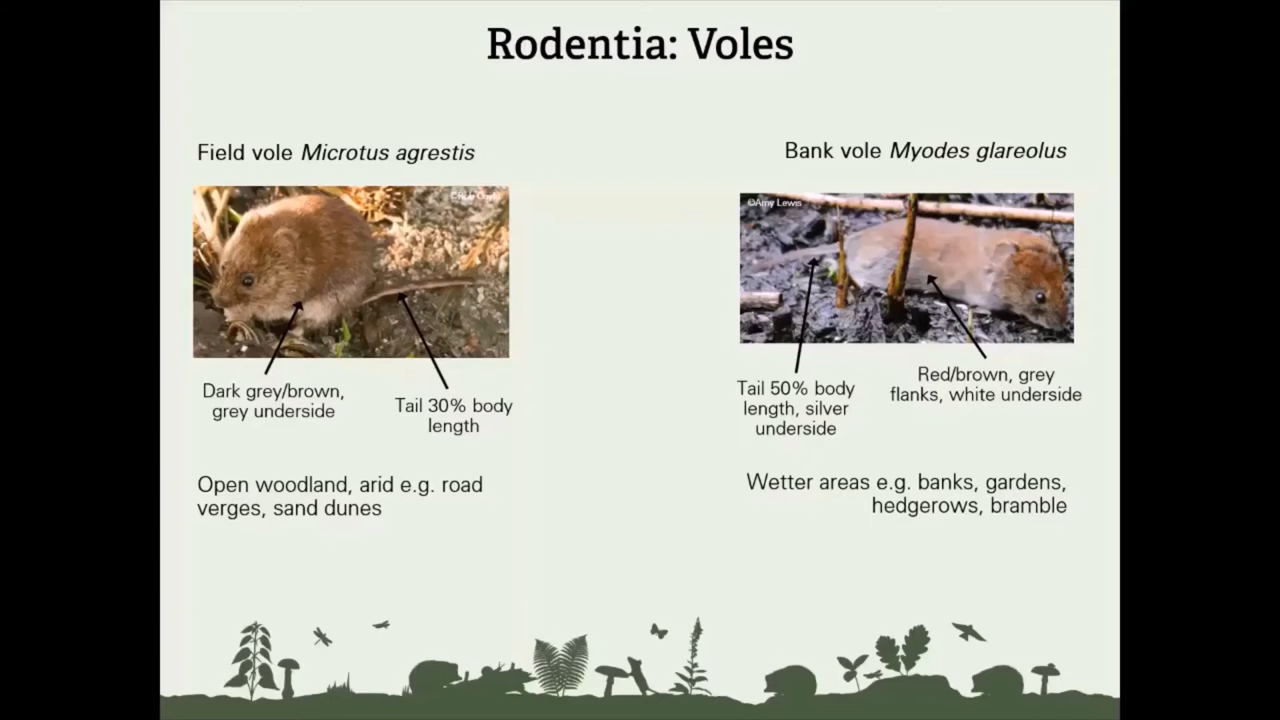 Rodentia: Voles
Field vole Microtus agrestis
Dark grey/brown,
grey underside
Tail 30% body
length
Open woodland, arid e.g. road
verges, sand dunes
Bank vole Myodes glareolus
©Amy Lewis
Tail 50% body
length, silver
underside
Red/brown, grey
flanks, white underside
Wetter areas e.g. banks, gardens,
hedgerows, bramble